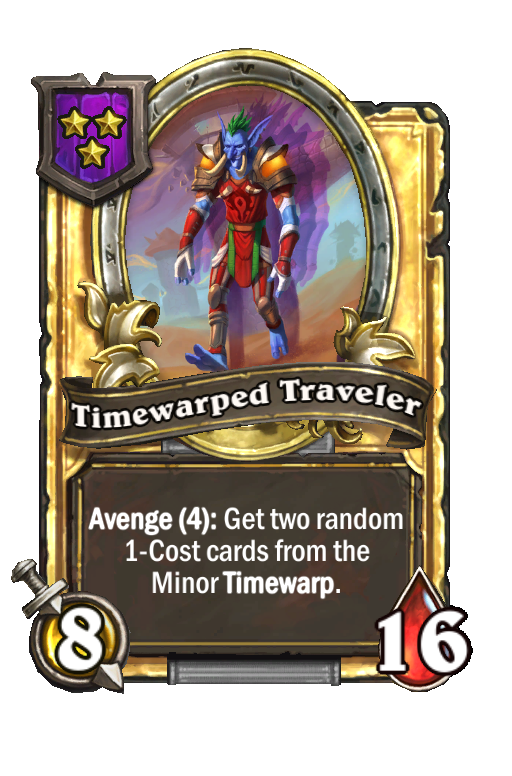 Timewarped Traveler
Avenge (4): Get two random
1-Cost cards from the
Minor Timewarp.
8
16